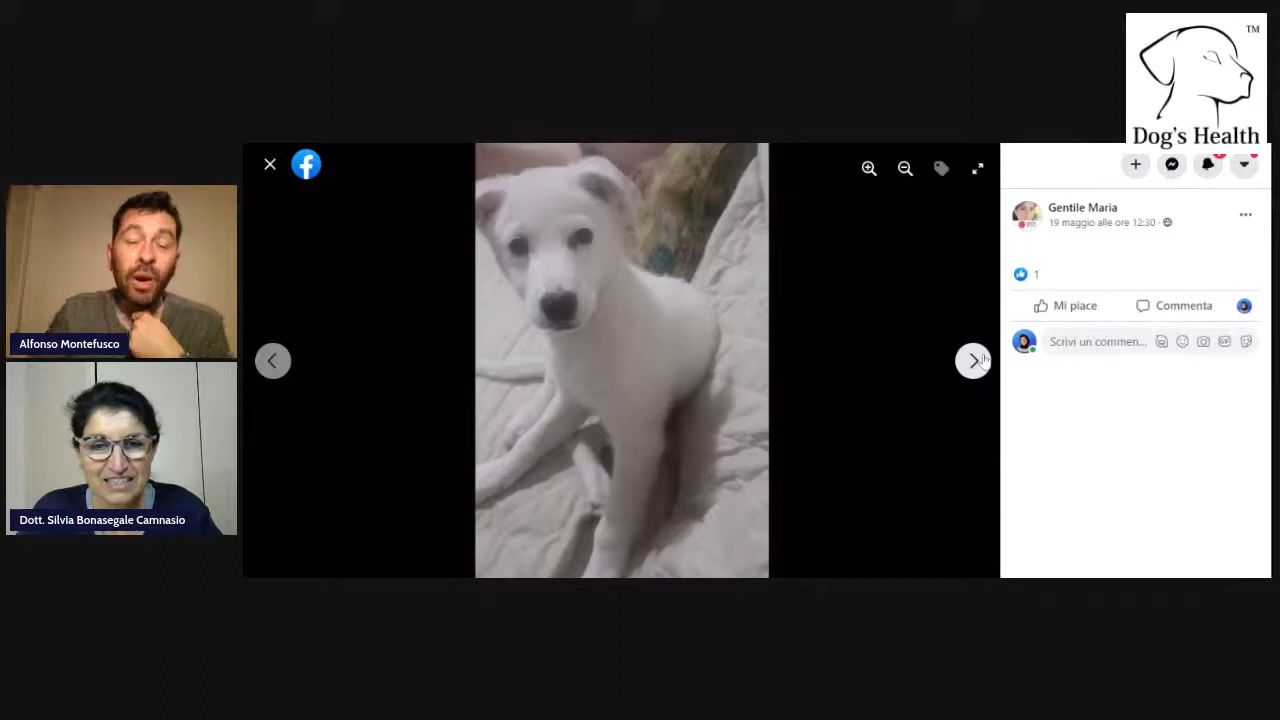 TM
Dog's Health
Gentile Maria
19 maggio alle ore 12:30 ·
1
Mi piace
Commenta
Scrivi un commen...
GIF
Alfonso Montefusco
Dott. Silvia Bonasegale Camnasio